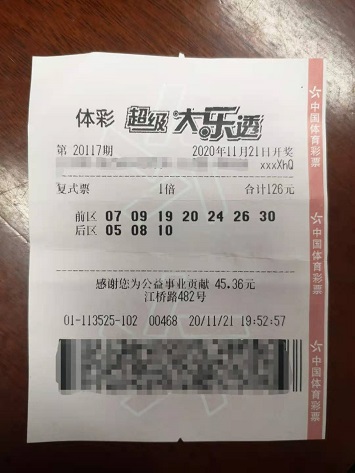 体彩 超级大乐透
第 20117期 2020年11月21日开奖
xxxXhQ
复式票 1倍 合计126元
前区 07 09 19 20 24 26 30
后区 05 08 10
感谢您为公益事业贡献 45.36元
江桥路482号
01-113525-102 00468 20/11/21 19:52:57
中国体育彩票
中国体育彩票
中国体育彩票